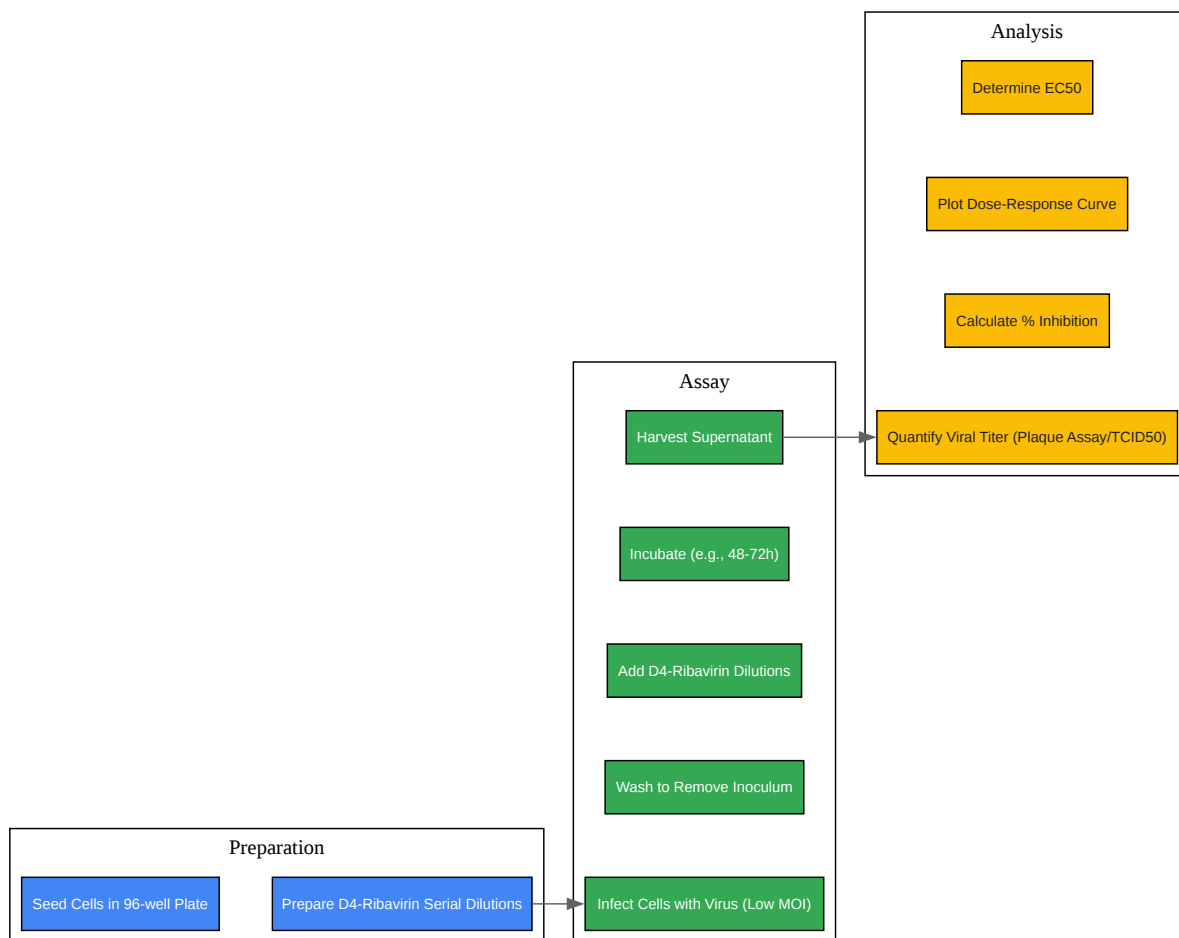 Analysis
Determine EC50
Plot Dose-Response Curve
Calculate % Inhibition
Quantify Viral Titer (Plaque Assay/TCID50)
Assay
Harvest Supernatant
Incubate (e.g., 48-72h)
Add D4-Ribavirin Dilutions
Wash to Remove Inoculum
Infect Cells with Virus (Low MOI)
Preparation
Seed Cells in 96-well Plate
Prepare D4-Ribavirin Serial Dilutions